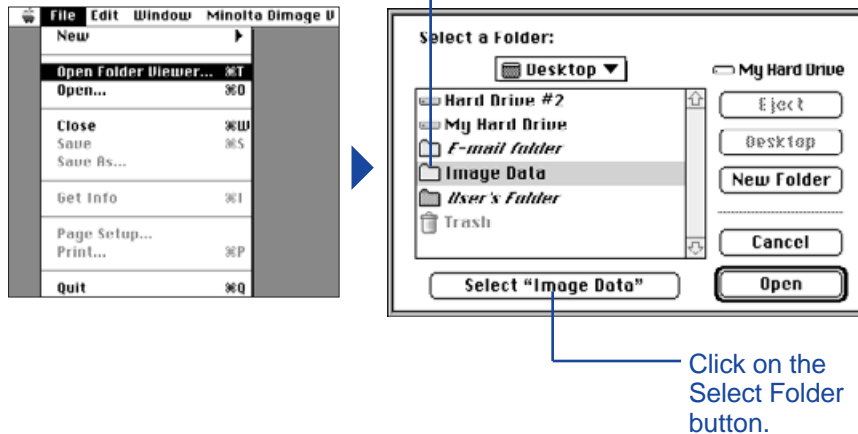 File Edit Window Minolta Dimage V
New
Open Folder Viewer... ⌘T
Open... ⌘O
Close ⌘W
Save ⌘S
Save As...
Get Info ⌘I
Page Setup...
Print... ⌘P
Quit ⌘Q
Select a Folder:
Desktop
My Hard Drive
Hard Drive #2
My Hard Drive
E-mail folder
Image Data
User's Folder
Trash
Eject
Desktop
New Folder
Cancel
Open
Select “Image Data”
Click on the
Select Folder
button.